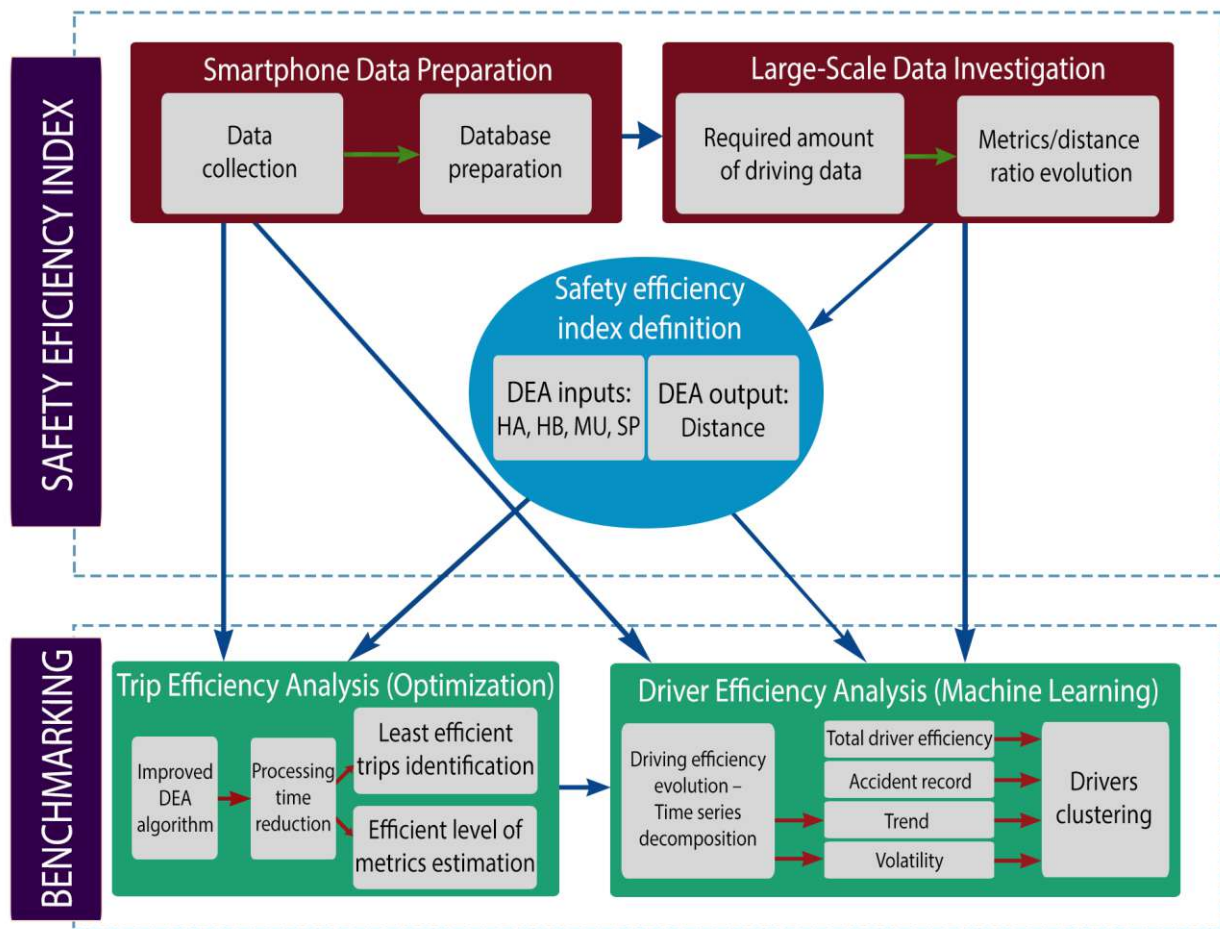 SAFETY EFICIENCY INDEX
Smartphone Data Preparation
Data
collection
Database
preparation
Large-Scale Data Investigation
Required amount
of driving data
Metrics/distance
ratio evolution
Safety efficiency
index definition
DEA inputs:
HA, HB, MU, SP
DEA output:
Distance
BENCHMARKING
Trip Efficiency Analysis (Optimization)
Improved
DEA
algorithm
Processing
time
reduction
Least efficient
trips identification
Efficient level of
metrics estimation
Driver Efficiency Analysis (Machine Learning)
Driving efficiency
evolution –
Time series
decomposition
Total driver efficiency
Accident record
Trend
Volatility
Drivers
clustering